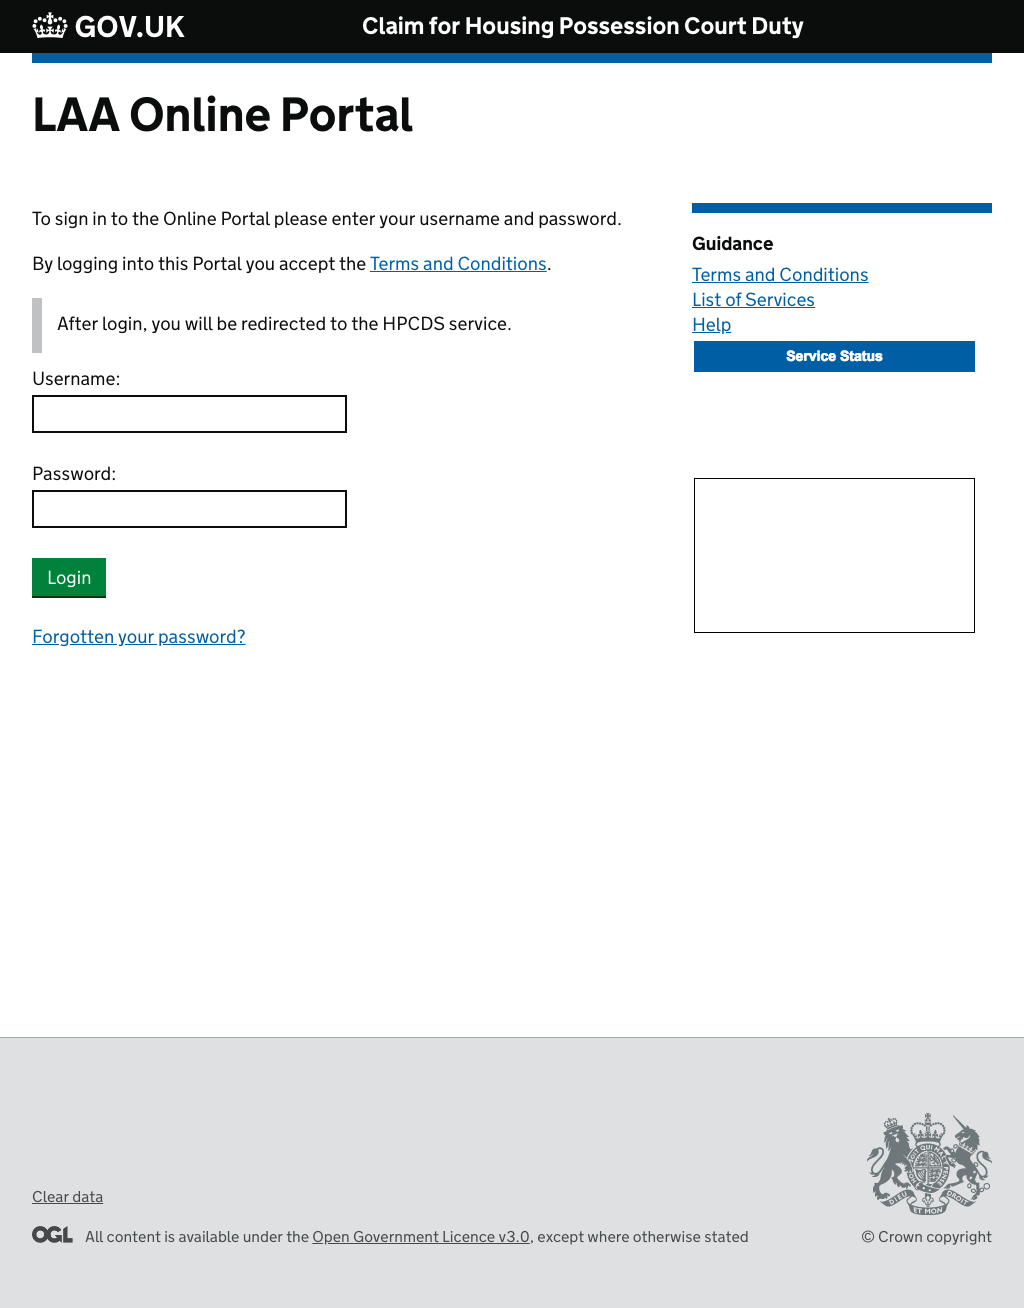 GOV.UK
Claim for Housing Possession Court Duty
LAA Online Portal
To sign in to the Online Portal please enter your username and password.
By logging into this Portal you accept the Terms and Conditions.
After login, you will be redirected to the HPCDS service.
Username:
Password:
Login
Forgotten your password?
Guidance
Terms and Conditions
List of Services
Help
Service Status
Clear data
OGL All content is available under the Open Government Licence v3.0, except where otherwise stated
DIEU ET MON DROIT
© Crown copyright